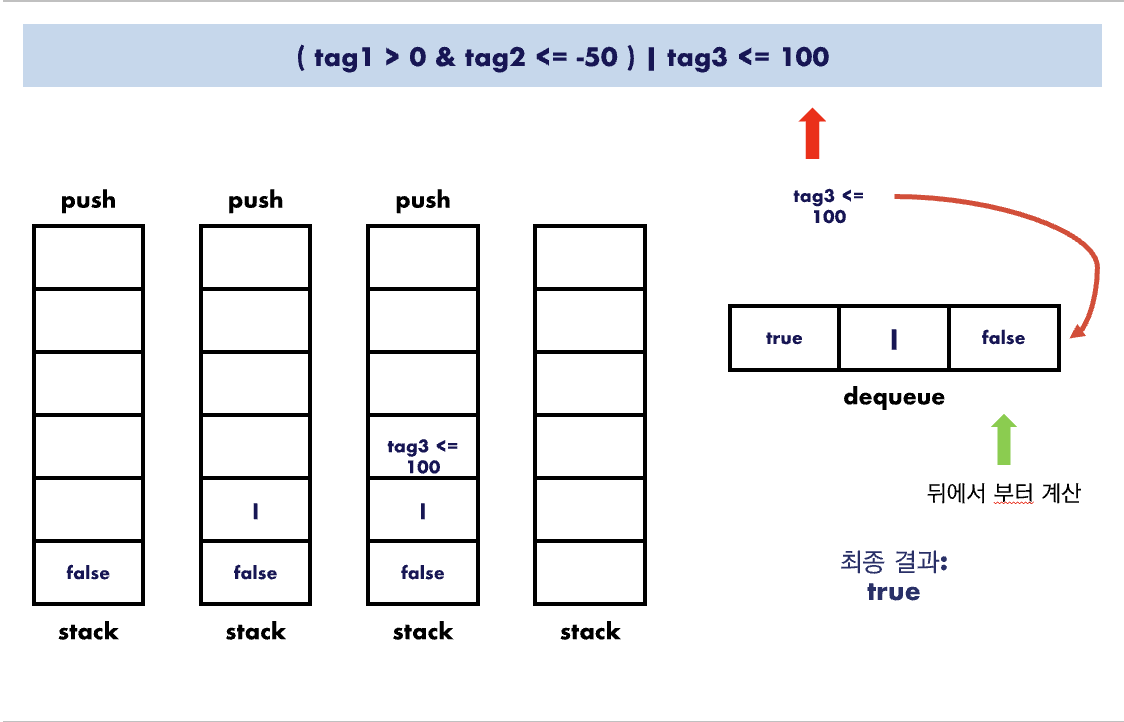 ( tag1 > 0 & tag2 <= -50 ) | tag3 <= 100
tag3 <=
100
push
push
push
true
|
false
dequeue
tag3 <=
100
|
|
false
false
false
stack
stack
stack
stack
뒤에서 부터 계산
최종 결과:
true